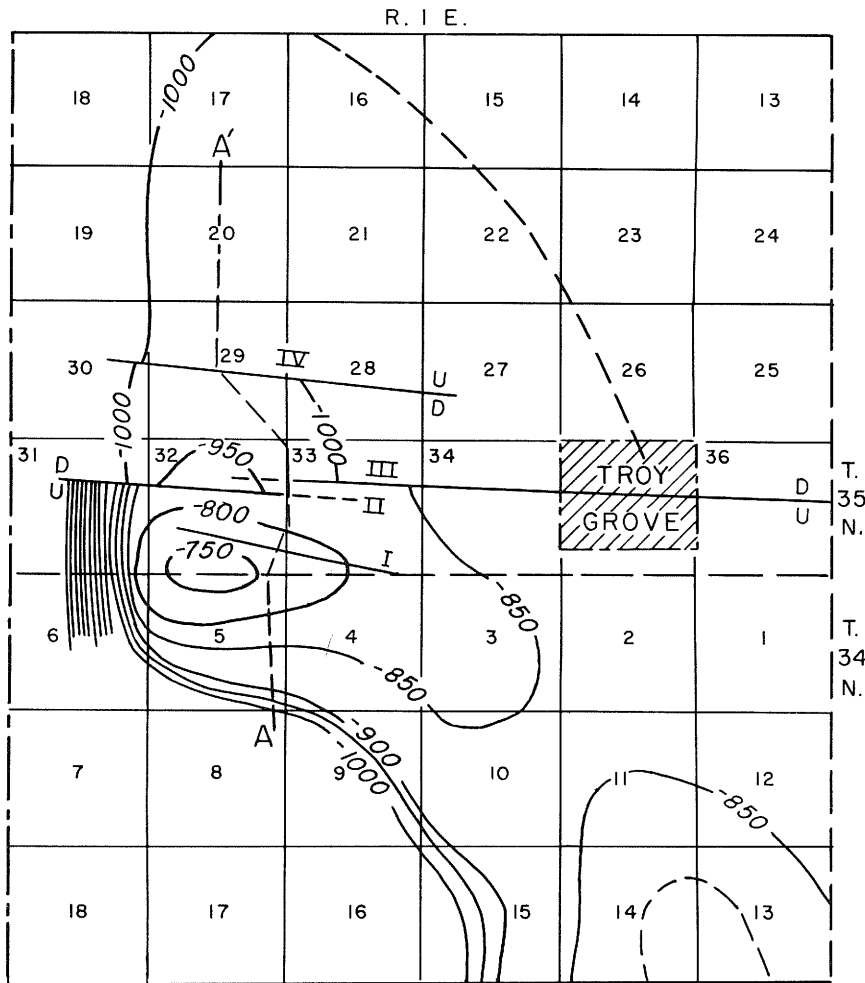 R. I E.
18 17 16 15 14 13
-1000
A'
19 20 21 22 23 24
30 29 IV 28 27 26 25
U
D
-1000
-1000
31 32 -950 33 34 36
D
U
III
TROY
GROVE
D
U
T.
35
N.
II
-800
-750
I
6 5 4 3 2 1
-850
-850
T.
34
N.
A
-900
-1000
7 8 9 10 11 12
-850
18 17 16 15 14 13